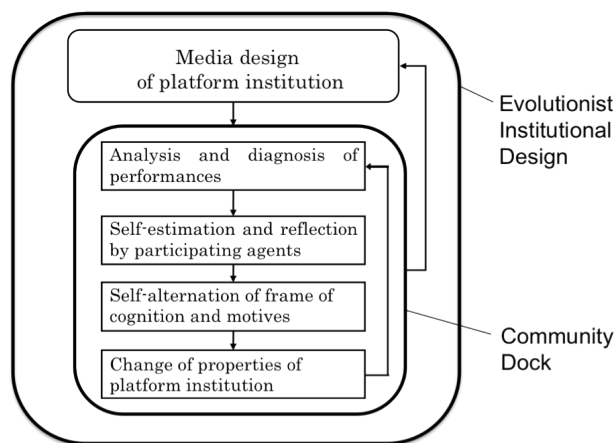 Media design
of platform institution
Analysis and diagnosis of
performances
Self-estimation and reflection
by participating agents
Self-alternation of frame of
cognition and motives
Change of properties of
platform institution
Evolutionist
Institutional
Design
Community
Dock